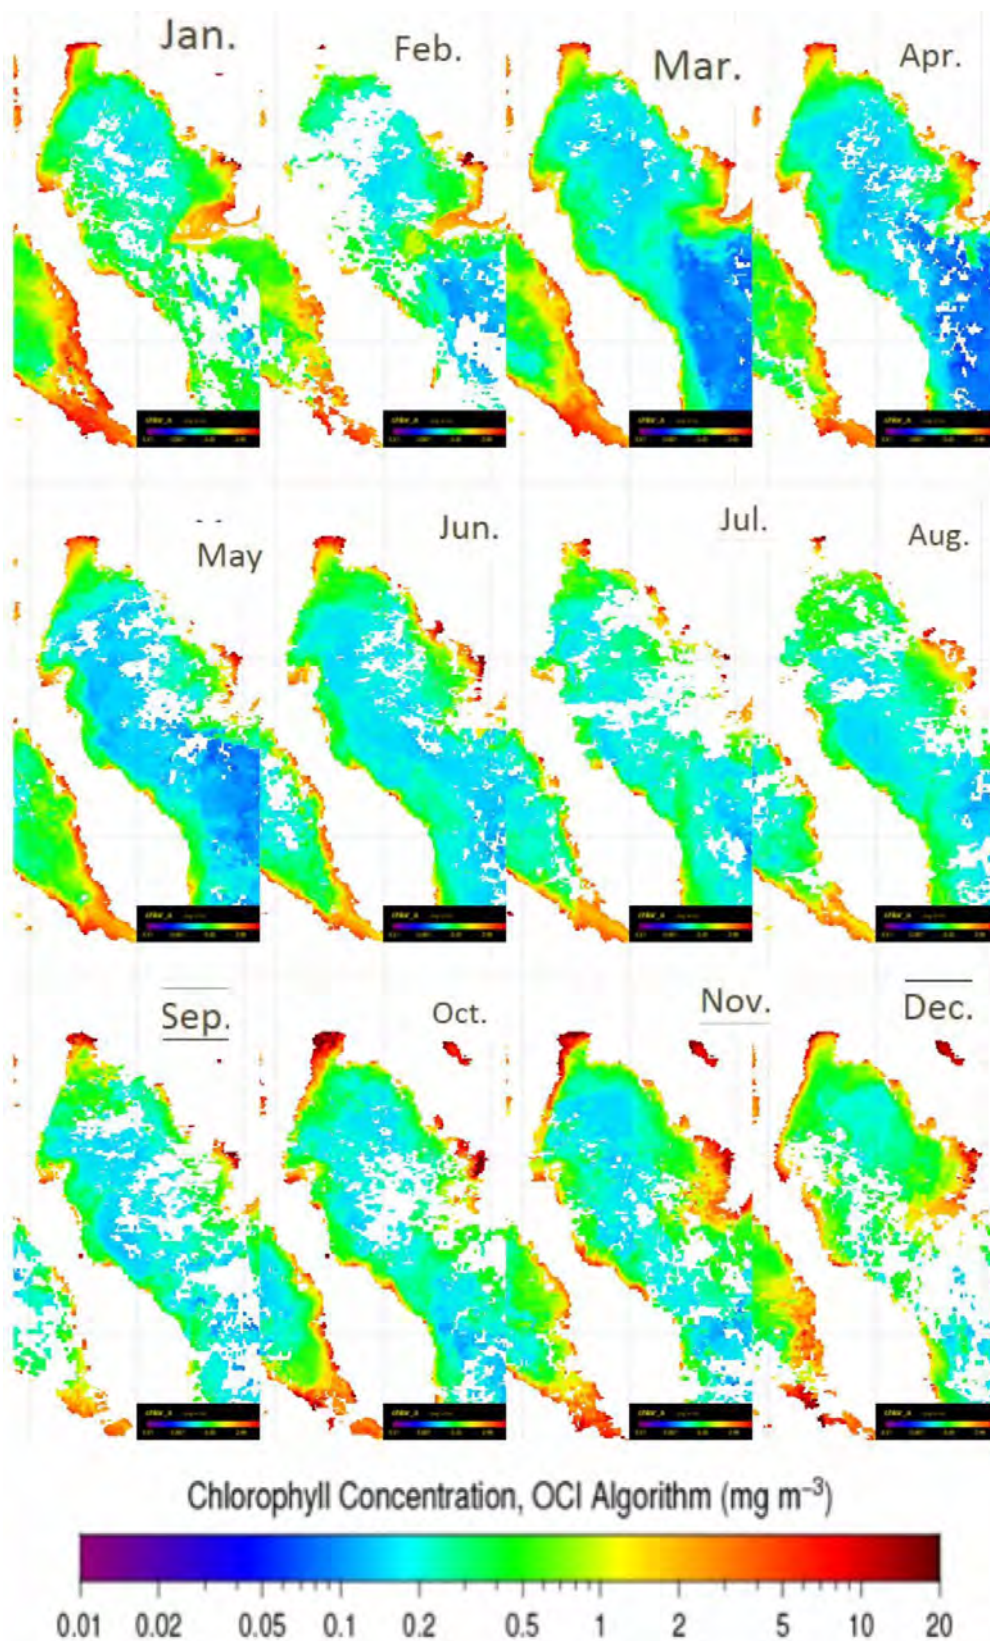 Jan.
Feb.
Mar.
Apr.
May
Jun.
Jul.
Aug.
Sep.
Oct.
Nov.
Dec.
Chlorophyll Concentration, OCI Algorithm (mg m⁻³)
0.01 0.02 0.05 0.1 0.2 0.5 1 2 5 10 20